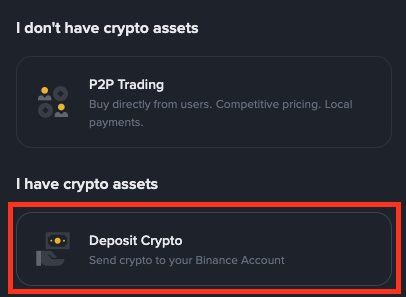 I don't have crypto assets
P2P Trading
Buy directly from users. Competitive pricing. Local
payments.
I have crypto assets
Deposit Crypto
Send crypto to your Binance Account